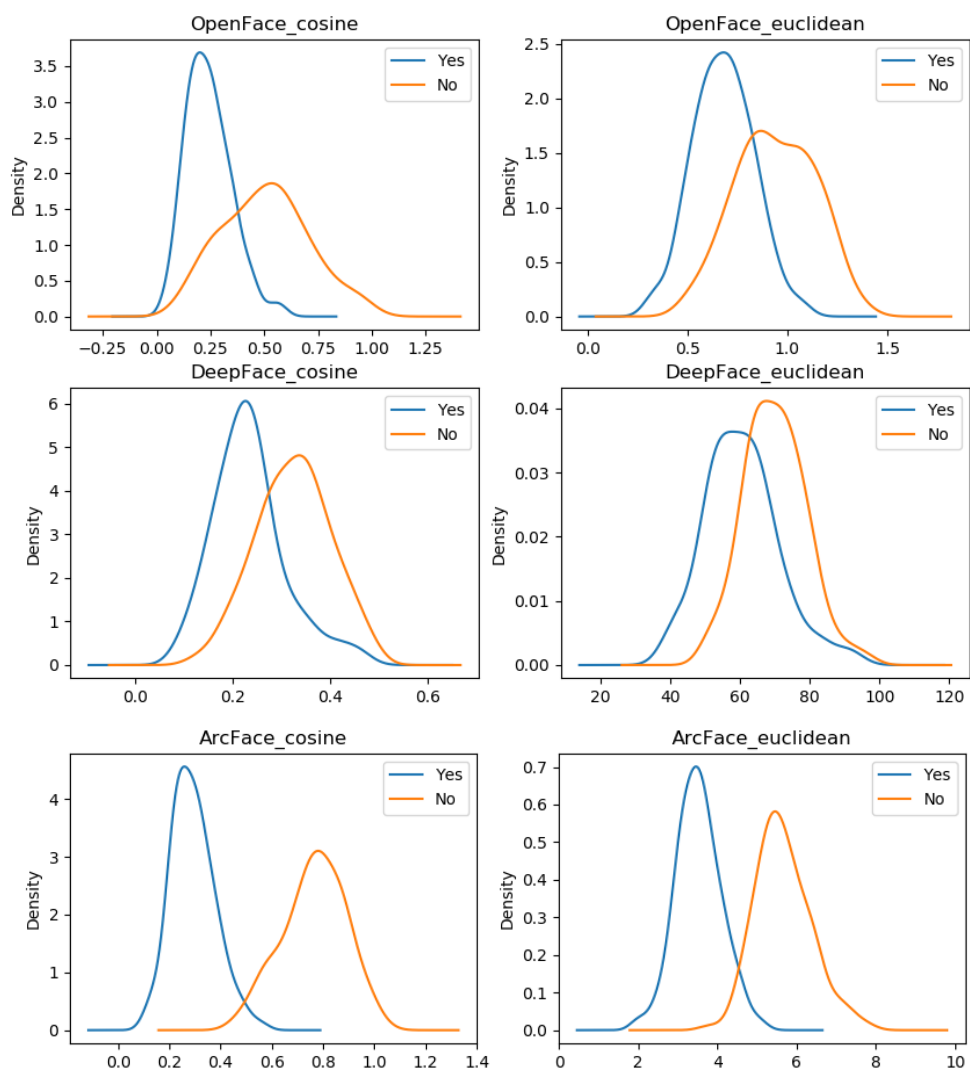 OpenFace_cosine
Density
3.5
3.0
2.5
2.0
1.5
1.0
0.5
0.0
−0.25 0.00 0.25 0.50 0.75 1.00 1.25
Yes
No
OpenFace_euclidean
Density
2.5
2.0
1.5
1.0
0.5
0.0
0.0 0.5 1.0 1.5
Yes
No
DeepFace_cosine
Density
6
5
4
3
2
1
0
0.0 0.2 0.4 0.6
Yes
No
DeepFace_euclidean
Density
0.04
0.03
0.02
0.01
0.00
20 40 60 80 100 120
Yes
No
ArcFace_cosine
Density
4
3
2
1
0
0.0 0.2 0.4 0.6 0.8 1.0 1.2 1.4
Yes
No
ArcFace_euclidean
Density
0.7
0.6
0.5
0.4
0.3
0.2
0.1
0.0
0 2 4 6 8 10
Yes
No